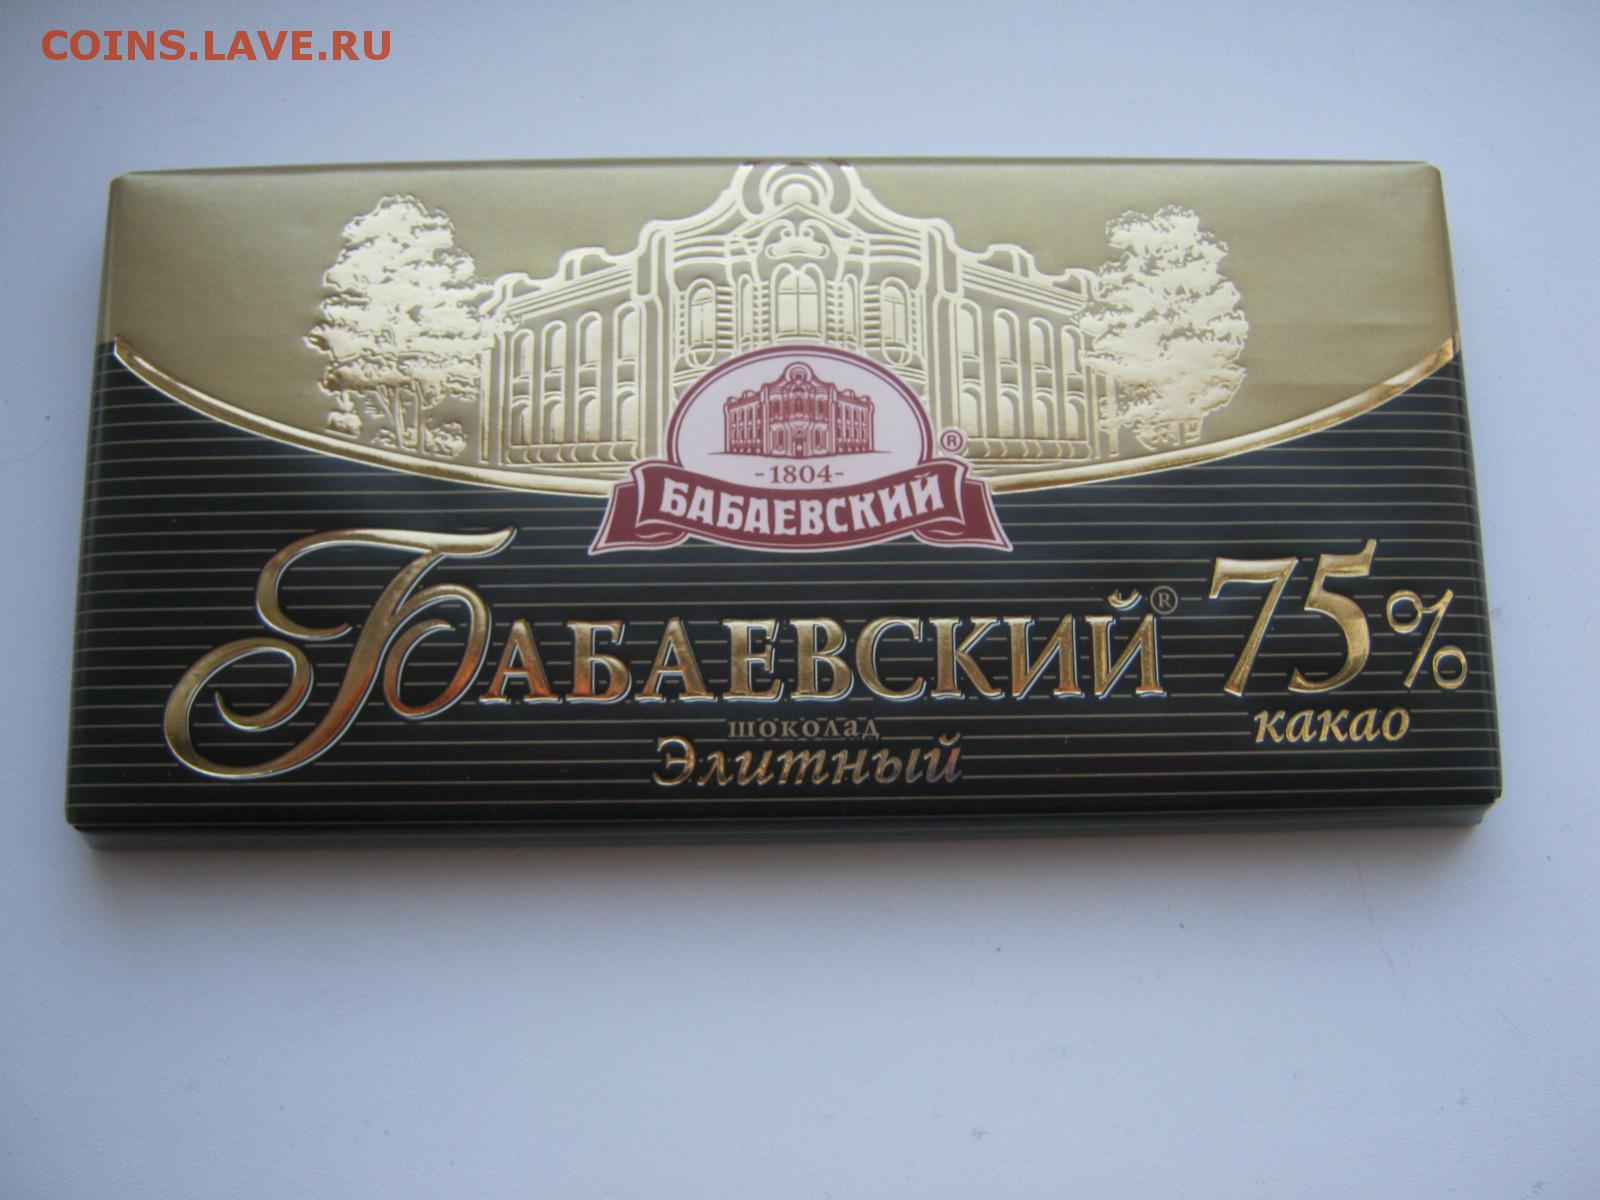 COINS.LAVE.RU
®
-1804-
БАБАЕВСКИЙ
БАБАЕВСКИЙ® 75%
какао
шоколад
Элитный